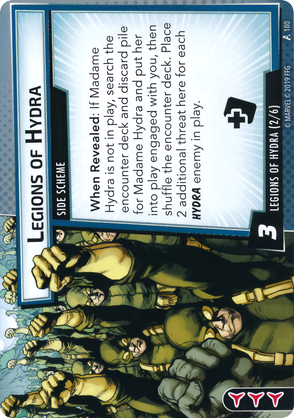 LEGIONS OF HYDRA
SIDE SCHEME
When Revealed: If Madame
Hydra is not in play, search the
encounter deck and discard pile
for Madame Hydra and put her
into play engaged with you, then
shuffle the encounter deck. Place
2 additional threat here for each
HYDRA enemy in play.
3
LEGIONS OF HYDRA (2/6)
© MARVEL © 2019 FFG
180